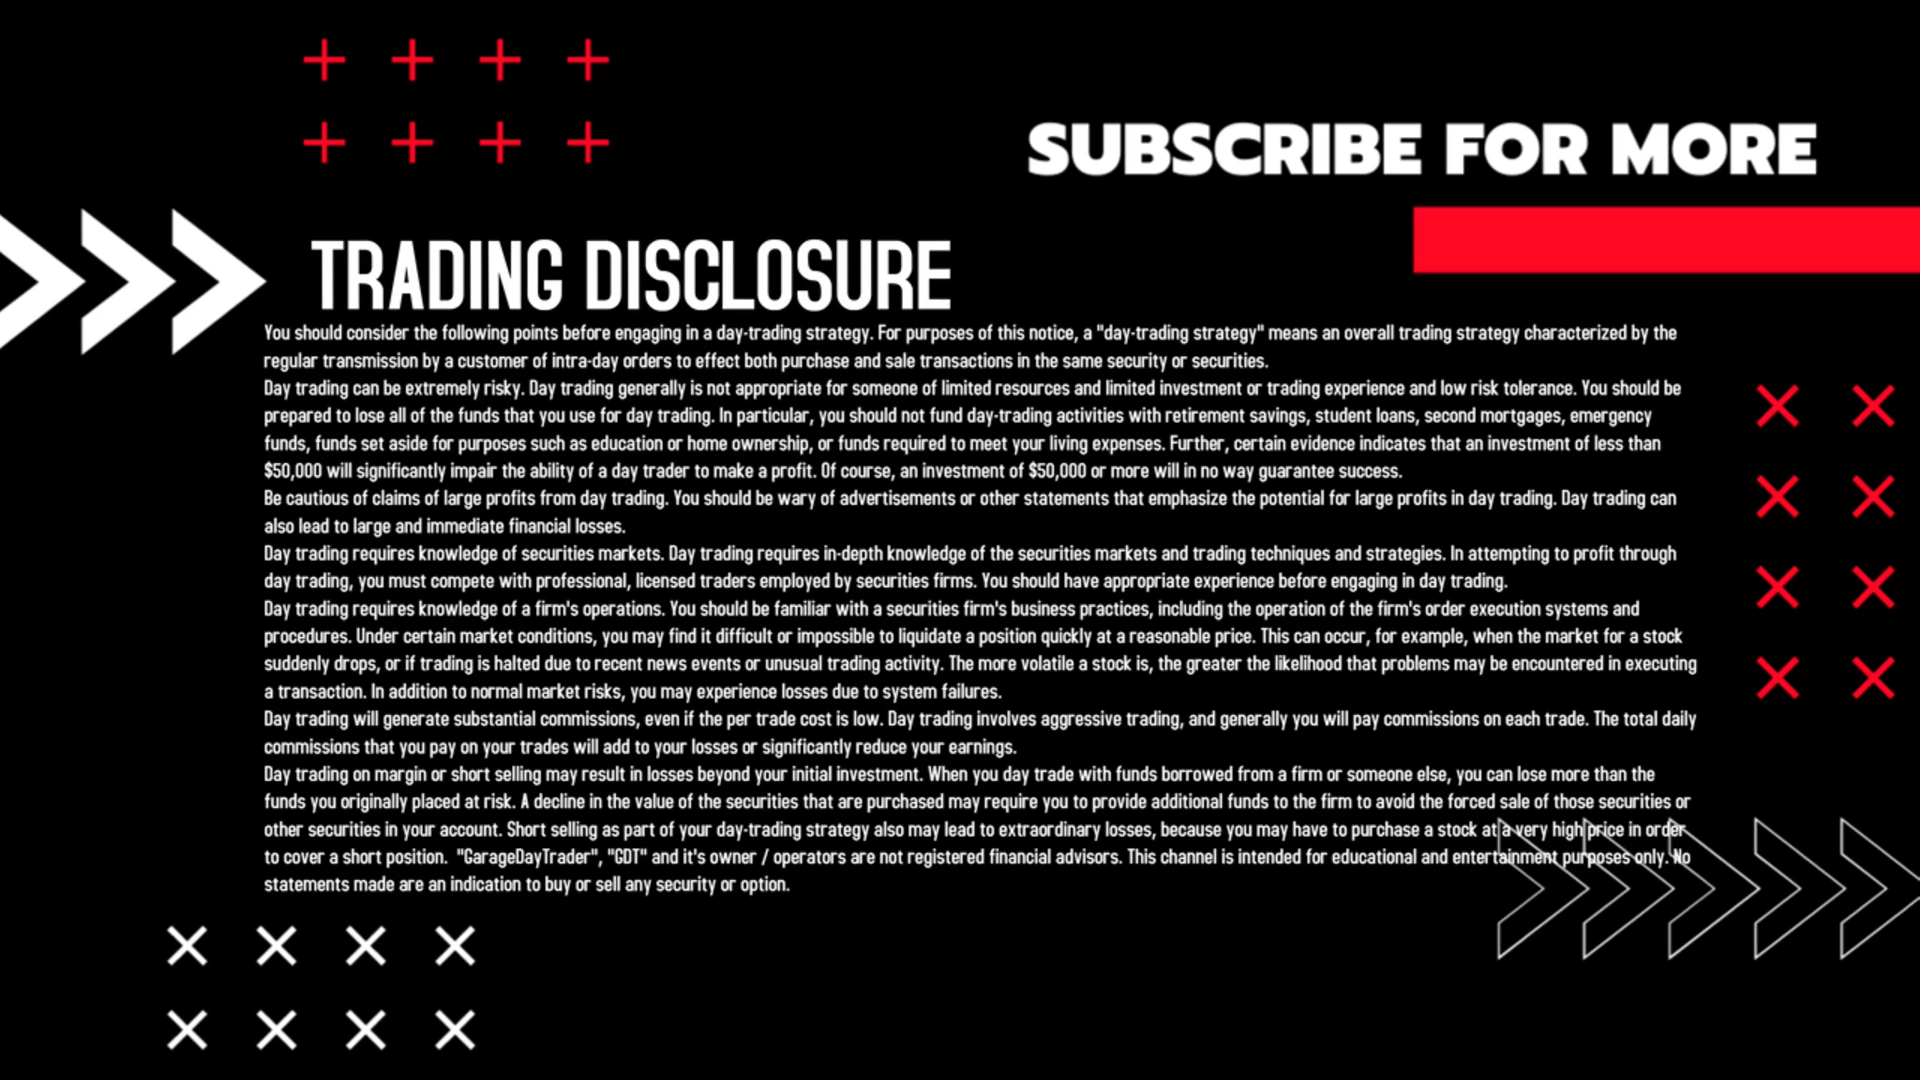 SUBSCRIBE FOR MORE
TRADING DISCLOSURE
You should consider the following points before engaging in a day-trading strategy. For purposes of this notice, a "day-trading strategy" means an overall trading strategy characterized by the
regular transmission by a customer of intra-day orders to effect both purchase and sale transactions in the same security or securities.
Day trading can be extremely risky. Day trading generally is not appropriate for someone of limited resources and limited investment or trading experience and low risk tolerance. You should be
prepared to lose all of the funds that you use for day trading. In particular, you should not fund day-trading activities with retirement savings, student loans, second mortgages, emergency
funds, funds set aside for purposes such as education or home ownership, or funds required to meet your living expenses. Further, certain evidence indicates that an investment of less than
$50,000 will significantly impair the ability of a day trader to make a profit. Of course, an investment of $50,000 or more will in no way guarantee success.
Be cautious of claims of large profits from day trading. You should be wary of advertisements or other statements that emphasize the potential for large profits in day trading. Day trading can
also lead to large and immediate financial losses.
Day trading requires knowledge of securities markets. Day trading requires in-depth knowledge of the securities markets and trading techniques and strategies. In attempting to profit through
day trading, you must compete with professional, licensed traders employed by securities firms. You should have appropriate experience before engaging in day trading.
Day trading requires knowledge of a firm's operations. You should be familiar with a securities firm's business practices, including the operation of the firm's order execution systems and
procedures. Under certain market conditions, you may find it difficult or impossible to liquidate a position quickly at a reasonable price. This can occur, for example, when the market for a stock
suddenly drops, or if trading is halted due to recent news events or unusual trading activity. The more volatile a stock is, the greater the likelihood that problems may be encountered in executing
a transaction. In addition to normal market risks, you may experience losses due to system failures.
Day trading will generate substantial commissions, even if the per trade cost is low. Day trading involves aggressive trading, and generally you will pay commissions on each trade. The total daily
commissions that you pay on your trades will add to your losses or significantly reduce your earnings.
Day trading on margin or short selling may result in losses beyond your initial investment. When you day trade with funds borrowed from a firm or someone else, you can lose more than the
funds you originally placed at risk. A decline in the value of the securities that are purchased may require you to provide additional funds to the firm to avoid the forced sale of those securities or
other securities in your account. Short selling as part of your day-trading strategy also may lead to extraordinary losses, because you may have to purchase a stock at a very high price in order
to cover a short position.  "GarageDayTrader", "GDT" and it's owner / operators are not registered financial advisors. This channel is intended for educational and entertainment purposes only. No
statements made are an indication to buy or sell any security or option.